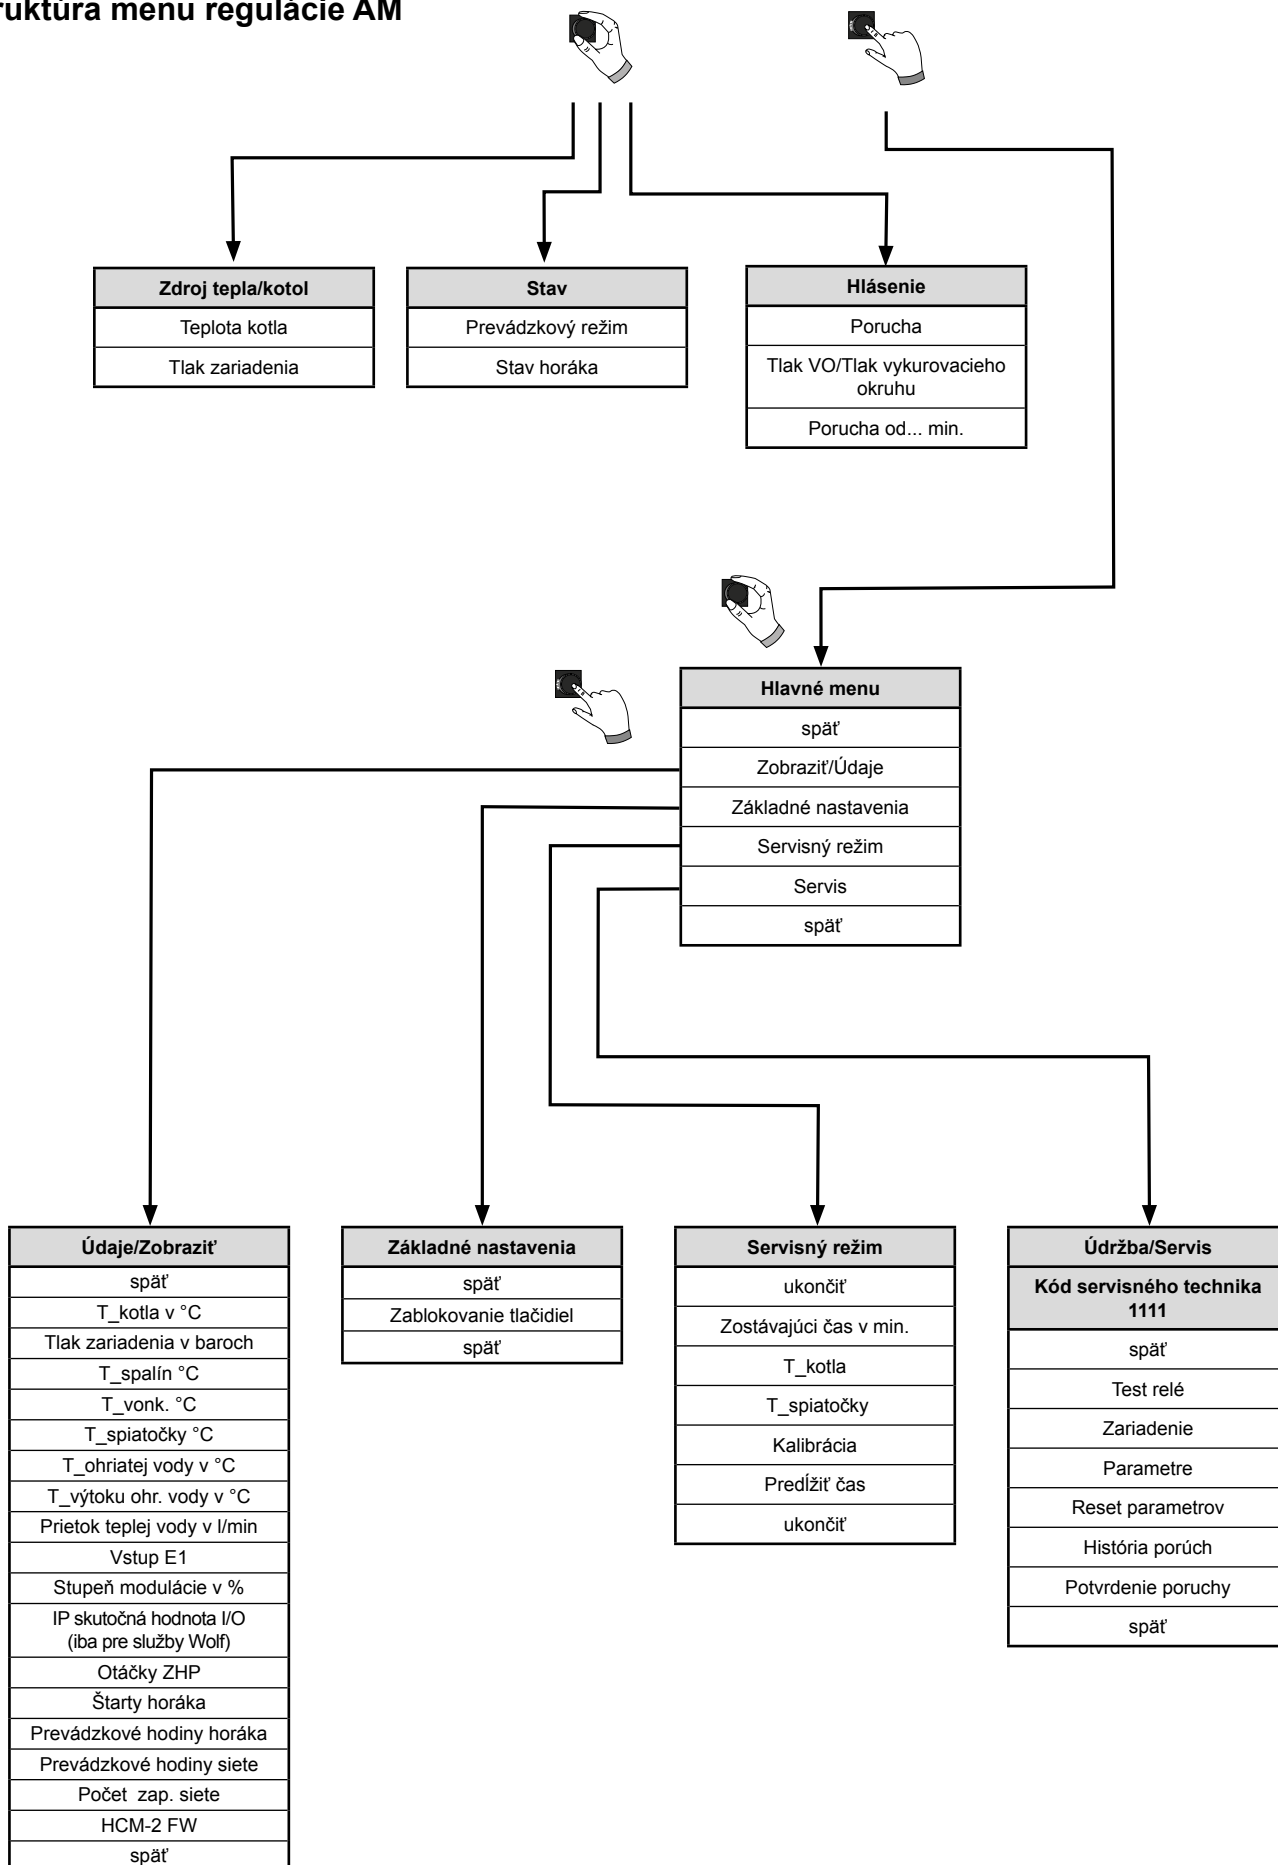 ruktúra menu regulácie AM
Zdroj tepla/kotol
Teplota kotla
Tlak zariadenia
Stav
Prevádzkový režim
Stav horáka
Hlásenie
Porucha
Tlak VO/Tlak vykurovacieho
okruhu
Porucha od... min.
Hlavné menu
späť
Zobraziť/Údaje
Základné nastavenia
Servisný režim
Servis
späť
Údaje/Zobraziť
späť
T_kotla v °C
Tlak zariadenia v baroch
T_spalín °C
T_vonk. °C
T_spiatočky °C
T_ohriatej vody v °C
T_výtoku ohr. vody v °C
Prietok teplej vody v l/min
Vstup E1
Stupeň modulácie v %
IP skutočná hodnota I/O
(iba pre služby Wolf)
Otáčky ZHP
Štarty horáka
Prevádzkové hodiny horáka
Prevádzkové hodiny siete
Počet zap. siete
HCM-2 FW
späť
Základné nastavenia
späť
Zablokovanie tlačidiel
späť
Servisný režim
ukončiť
Zostávajúci čas v min.
T_kotla
T_spiatočky
Kalibrácia
Predĺžiť čas
ukončiť
Údržba/Servis
Kód servisného technika
1111
späť
Test relé
Zariadenie
Parametre
Reset parametrov
História porúch
Potvrdenie poruchy
späť